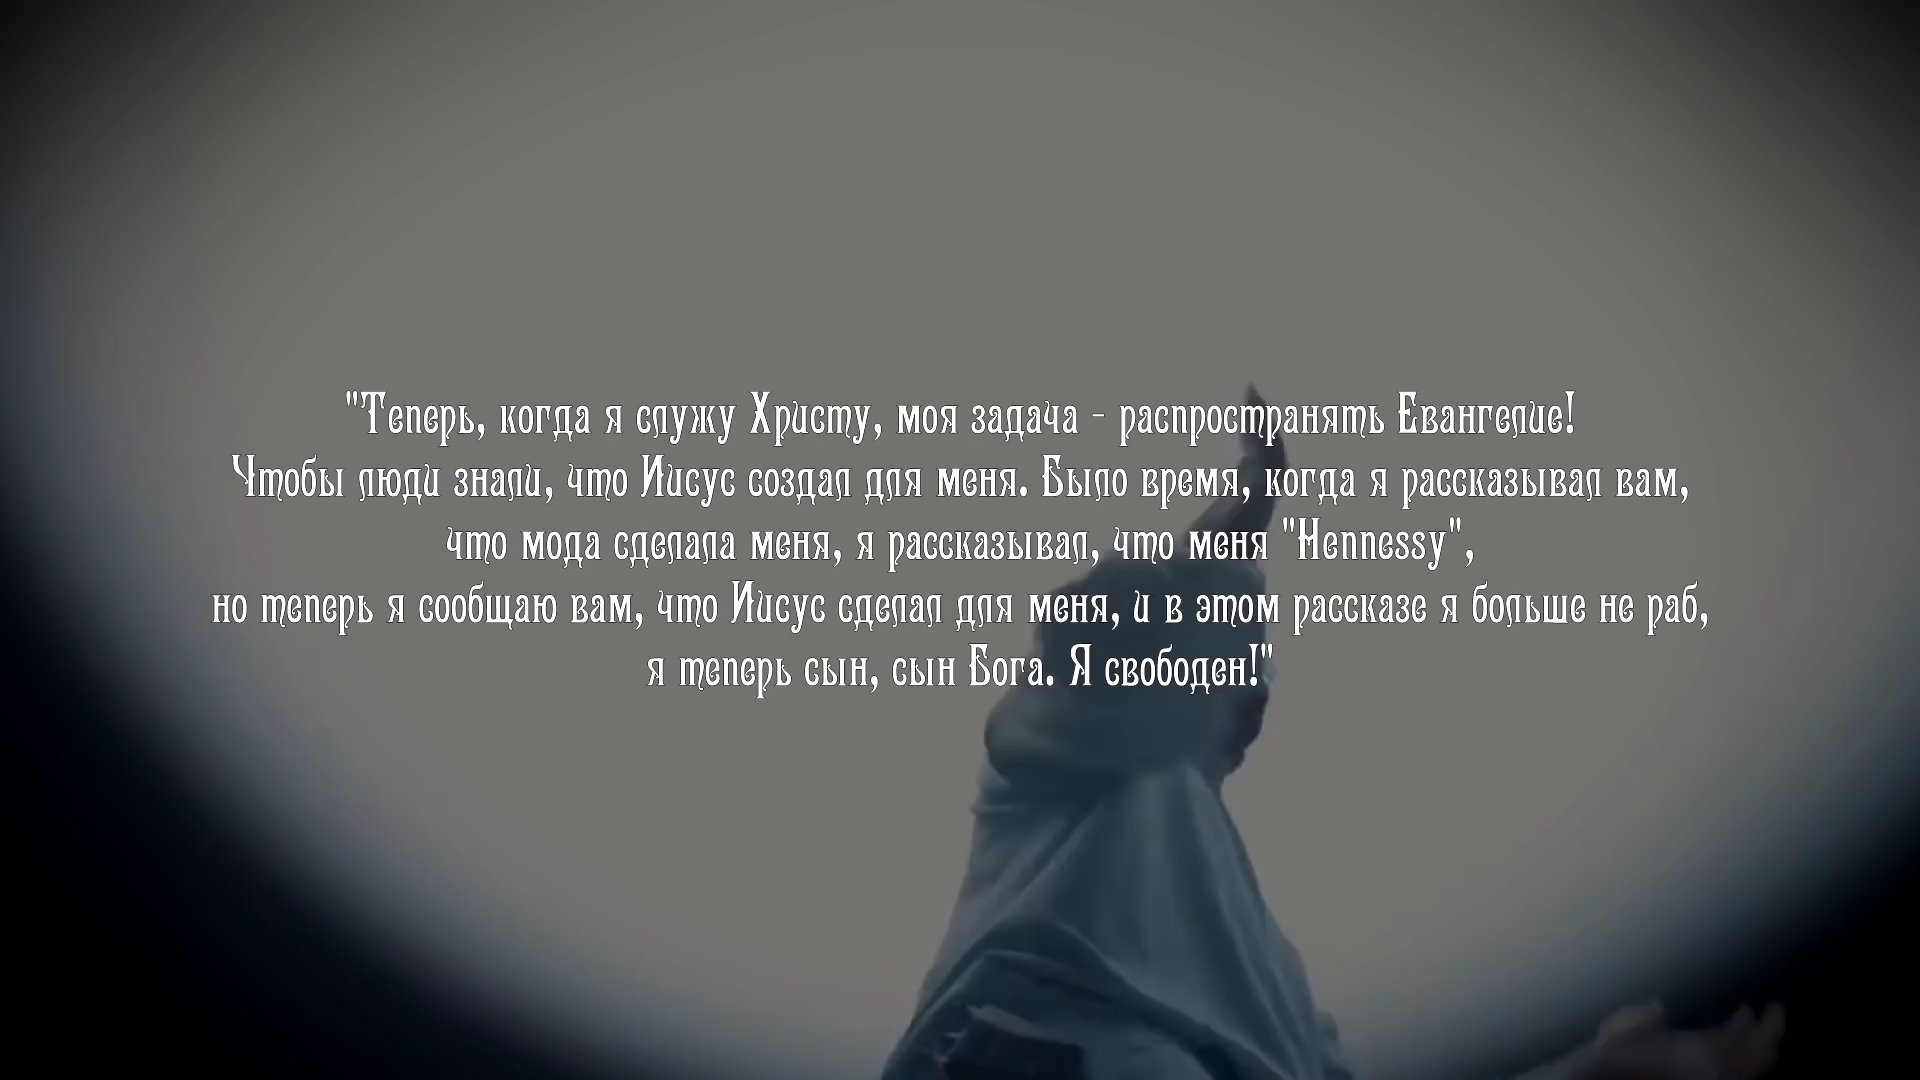 "Теперь, когда я служу Христу, моя задача - распространять Евангелие!
Чтобы люди знали, что Иисус создал для меня. Было время, когда я рассказывал вам,
что мода сделала меня, я рассказывал, что меня "Hennessy",
но теперь я сообщаю вам, что Иисус сделал для меня, и в этом рассказе я больше не раб,
я теперь сын, сын Бога. Я свободен!"